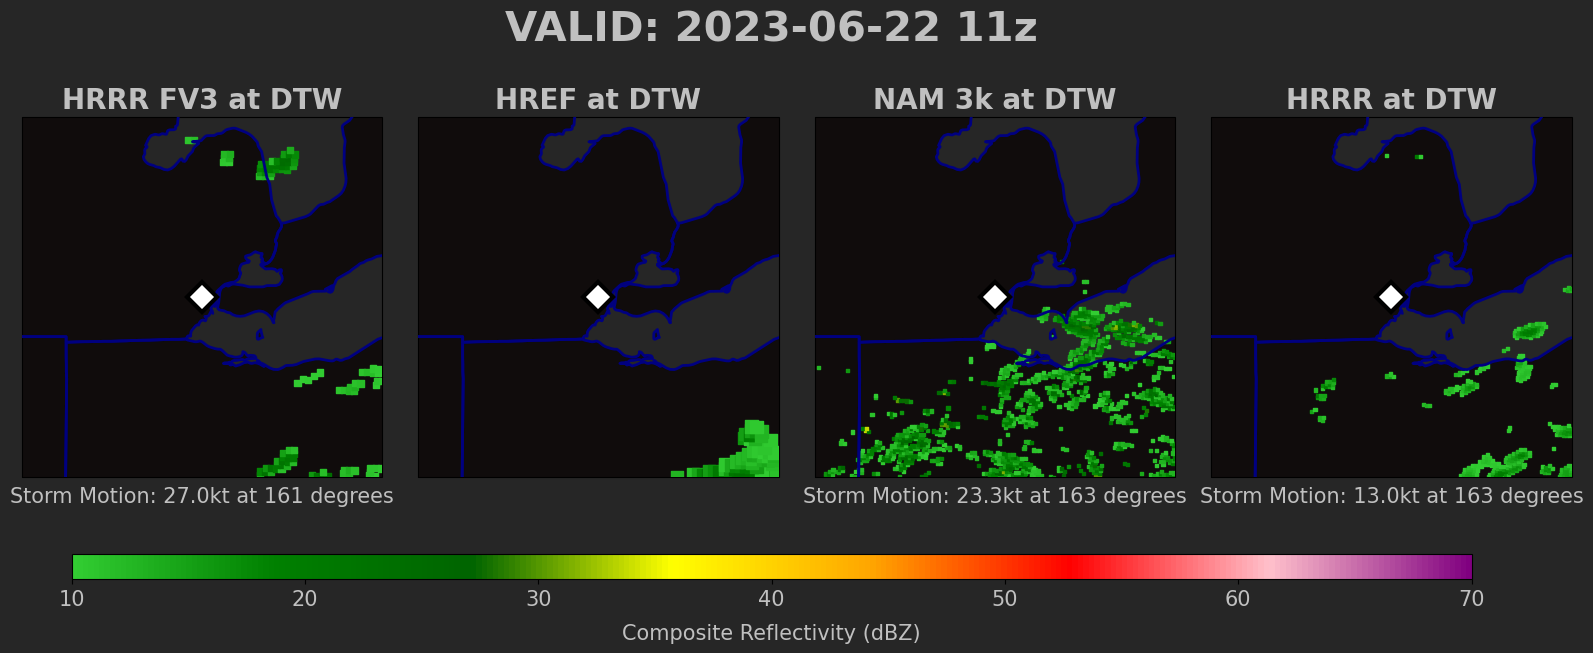 VALID: 2023-06-22 11z
HRRR FV3 at DTW
HREF at DTW
NAM 3k at DTW
HRRR at DTW
Storm Motion: 27.0kt at 161 degrees
Storm Motion: 23.3kt at 163 degrees
Storm Motion: 13.0kt at 163 degrees
10 20 30 40 50 60 70
Composite Reflectivity (dBZ)